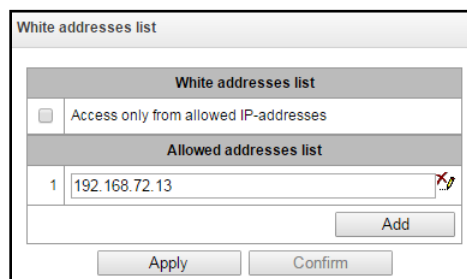 White addresses list
White addresses list
Access only from allowed IP-addresses
Allowed addresses list
1 192.168.72.13
Add
Apply Confirm